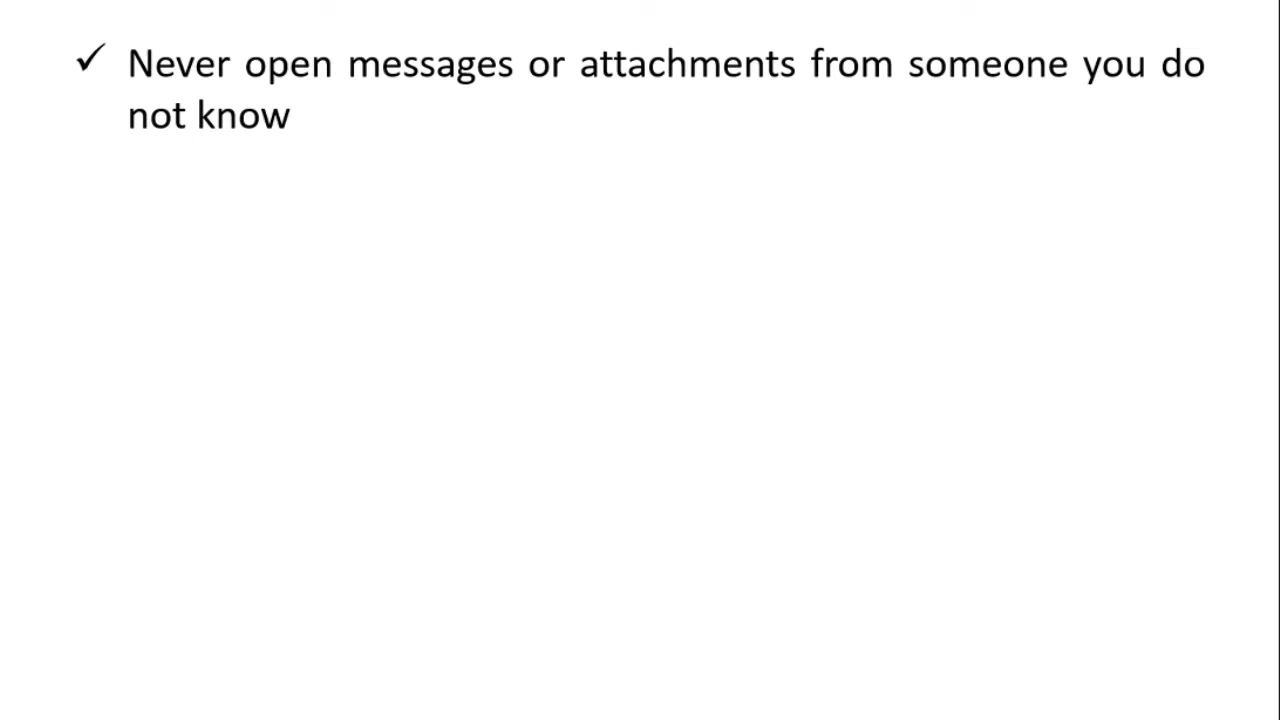 ✓ Never open messages or attachments from someone you do
not know